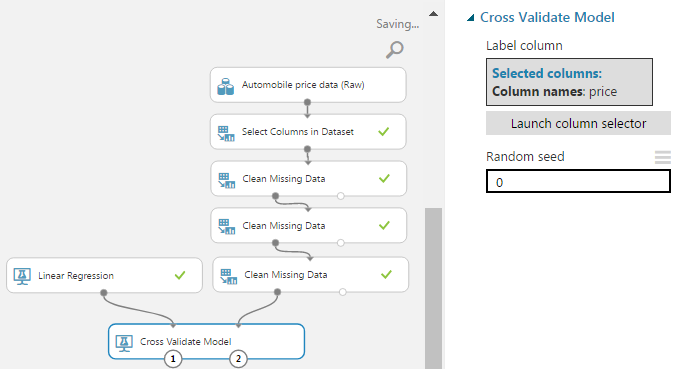 Saving...
Automobile price data (Raw)
Select Columns in Dataset
Clean Missing Data
Clean Missing Data
Linear Regression
Clean Missing Data
Cross Validate Model
1
2
Cross Validate Model
Label column
Selected columns:
Column names: price
Launch column selector
Random seed
0